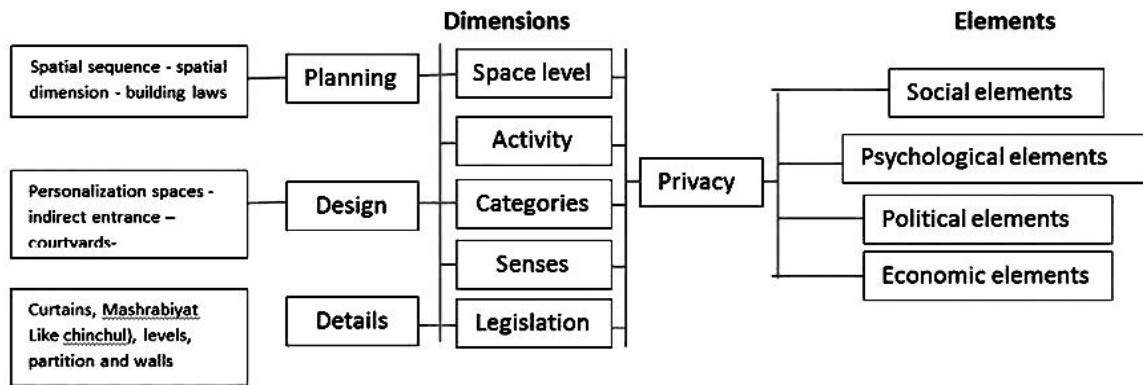 Dimensions
Elements
Spatial sequence - spatial
dimension - building laws
Planning
Space level
Social elements
Activity
Psychological elements
Privacy
Personalization spaces -
indirect entrance –
courtyards-
Design
Categories
Political elements
Senses
Economic elements
Curtains, Mashrabiyat
Like chinchul), levels,
partition and walls
Details
Legislation